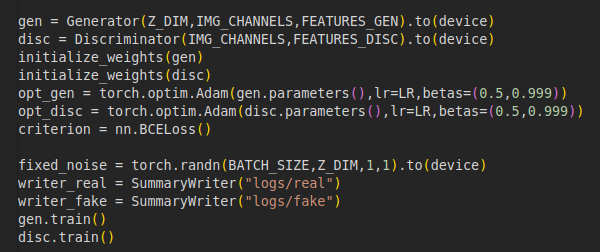 gen = Generator(Z_DIM,IMG_CHANNELS,FEATURES_GEN).to(device)
disc = Discriminator(IMG_CHANNELS,FEATURES_DISC).to(device)
initialize_weights(gen)
initialize_weights(disc)
opt_gen = torch.optim.Adam(gen.parameters(),lr=LR,betas=(0.5,0.999))
opt_disc = torch.optim.Adam(disc.parameters(),lr=LR,betas=(0.5,0.999))
criterion = nn.BCELoss()
fixed_noise = torch.randn(BATCH_SIZE,Z_DIM,1,1).to(device)
writer_real = SummaryWriter("logs/real")
writer_fake = SummaryWriter("logs/fake")
gen.train()
disc.train()